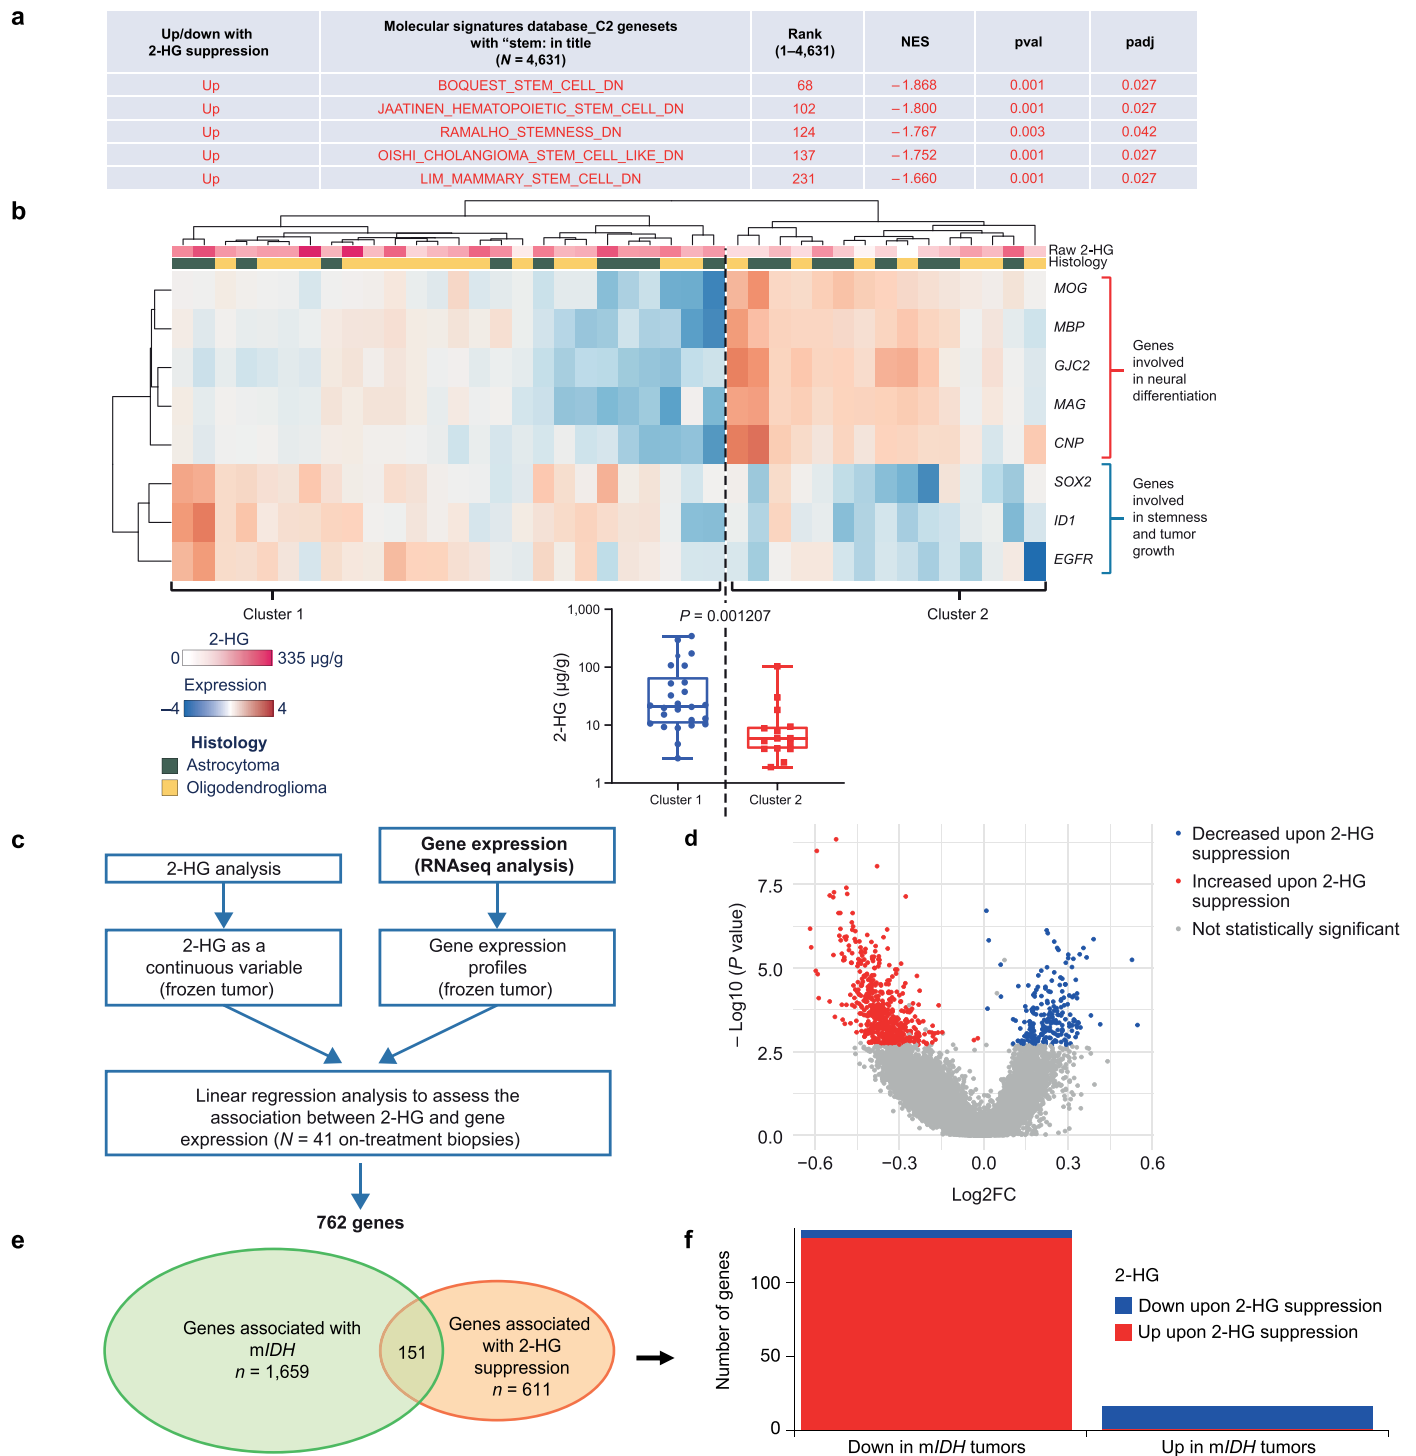 a
Up/down with
2-HG suppression
Molecular signatures database_C2 genesets
with “stem: in title
(N = 4,631)
Rank
(1–4,631)
NES
pval
padj
Up BOQUEST_STEM_CELL_DN 68 –1.868 0.001 0.027
Up JAATINEN_HEMATOPOIETIC_STEM_CELL_DN 102 –1.800 0.001 0.027
Up RAMALHO_STEMNESS_DN 124 –1.767 0.003 0.042
Up OISHI_CHOLANGIOMA_STEM_CELL_LIKE_DN 137 –1.752 0.001 0.027
Up LIM_MAMMARY_STEM_CELL_DN 231 –1.660 0.001 0.027
b
Raw 2-HG
Histology
MOG
MBP
GJC2
MAG
CNP
SOX2
ID1
EGFR
Genes
involved
in neural
differentiation
Genes
involved
in stemness
and tumor
growth
Cluster 1
Cluster 2
2-HG
0 335 µg/g
Expression
–4 4
Histology
Astrocytoma
Oligodendroglioma
P = 0.001207
2-HG (µg/g)
1,000
100
10
1
Cluster 1
Cluster 2
c
2-HG analysis
Gene expression
(RNAseq analysis)
2-HG as a
continuous variable
(frozen tumor)
Gene expression
profiles
(frozen tumor)
Linear regression analysis to assess the
association between 2-HG and gene
expression (N = 41 on-treatment biopsies)
762 genes
d
– Log10 (P value)
7.5
5.0
2.5
0.0
–0.6 –0.3 0.0 0.3 0.6
Log2FC
Decreased upon 2-HG
suppression
Increased upon 2-HG
suppression
Not statistically significant
e
Genes associated with
mIDH
n = 1,659
151
Genes associated
with 2-HG
suppression
n = 611
f
Number of genes
100
50
0
Down in mIDH tumors
Up in mIDH tumors
2-HG
Down upon 2-HG suppression
Up upon 2-HG suppression